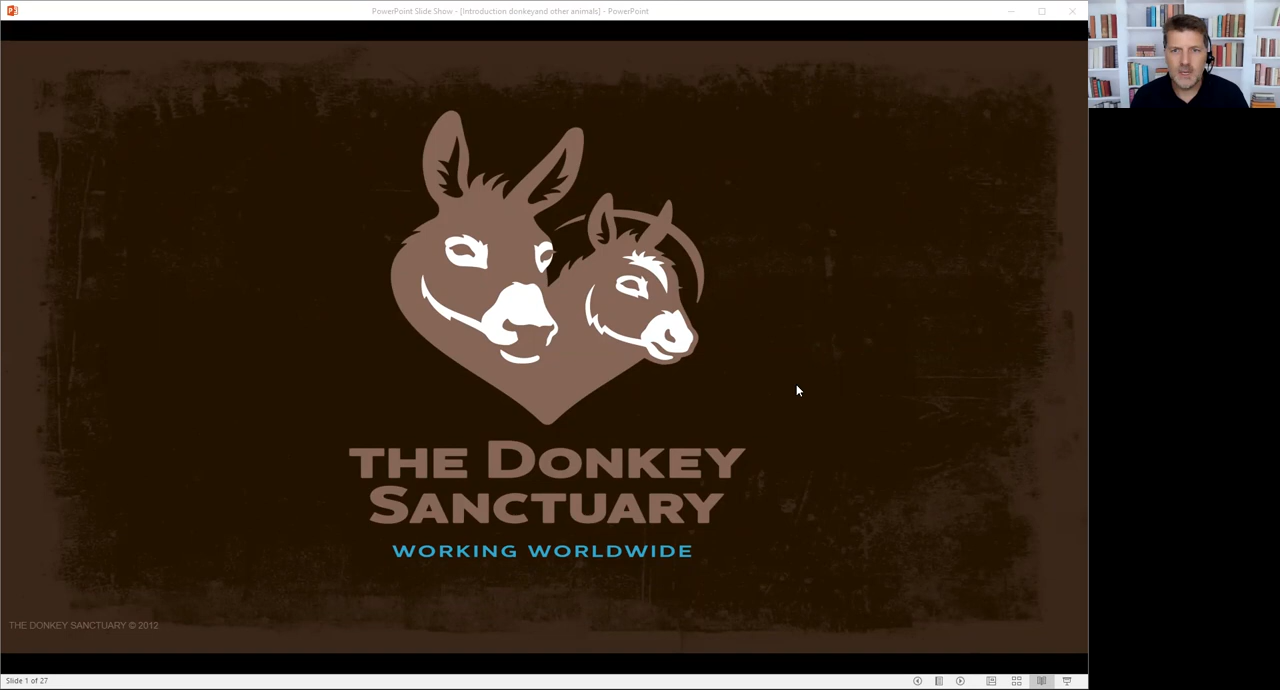 PowerPoint Slide Show - [Introduction donkeyand other animals] - PowerPoint
THE DONKEY
SANCTUARY
WORKING WORLDWIDE
THE DONKEY SANCTUARY © 2012
Slide 1 of 27